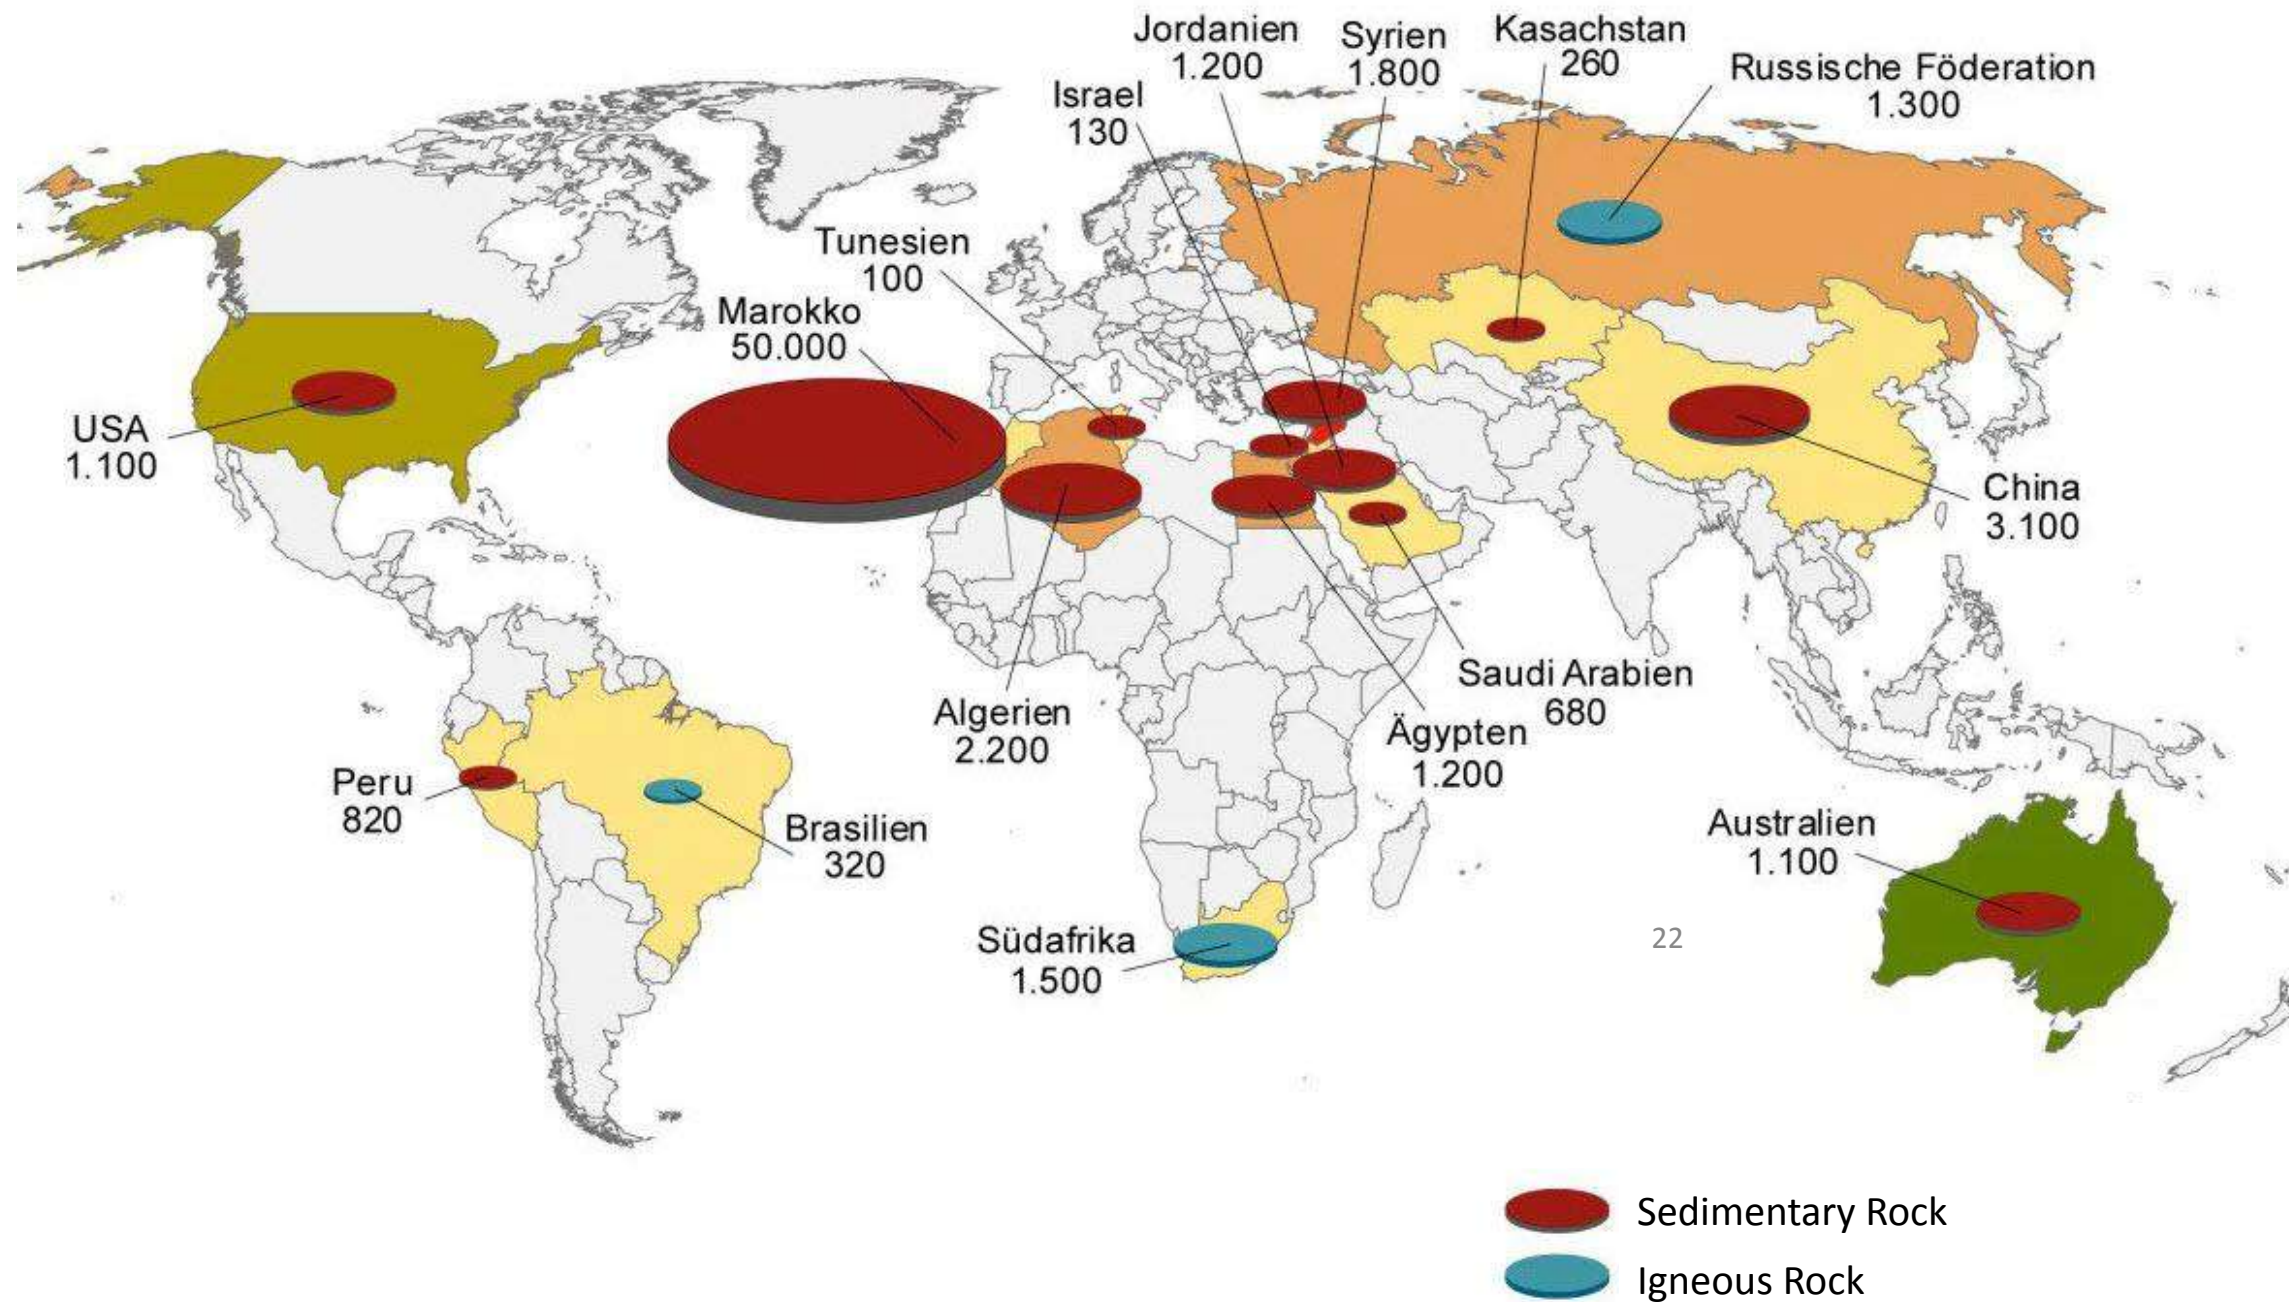 Jordanien
1.200
Syrien
1.800
Kasachstan
260
Russische Föderation
1.300
Israel
130
Tunesien
100
Marokko
50.000
USA
1.100
China
3.100
Saudi Arabien
680
Algerien
2.200
Ägypten
1.200
Peru
820
Brasilien
320
Australien
1.100
Südafrika
1.500
22
Sedimentary Rock
Igneous Rock